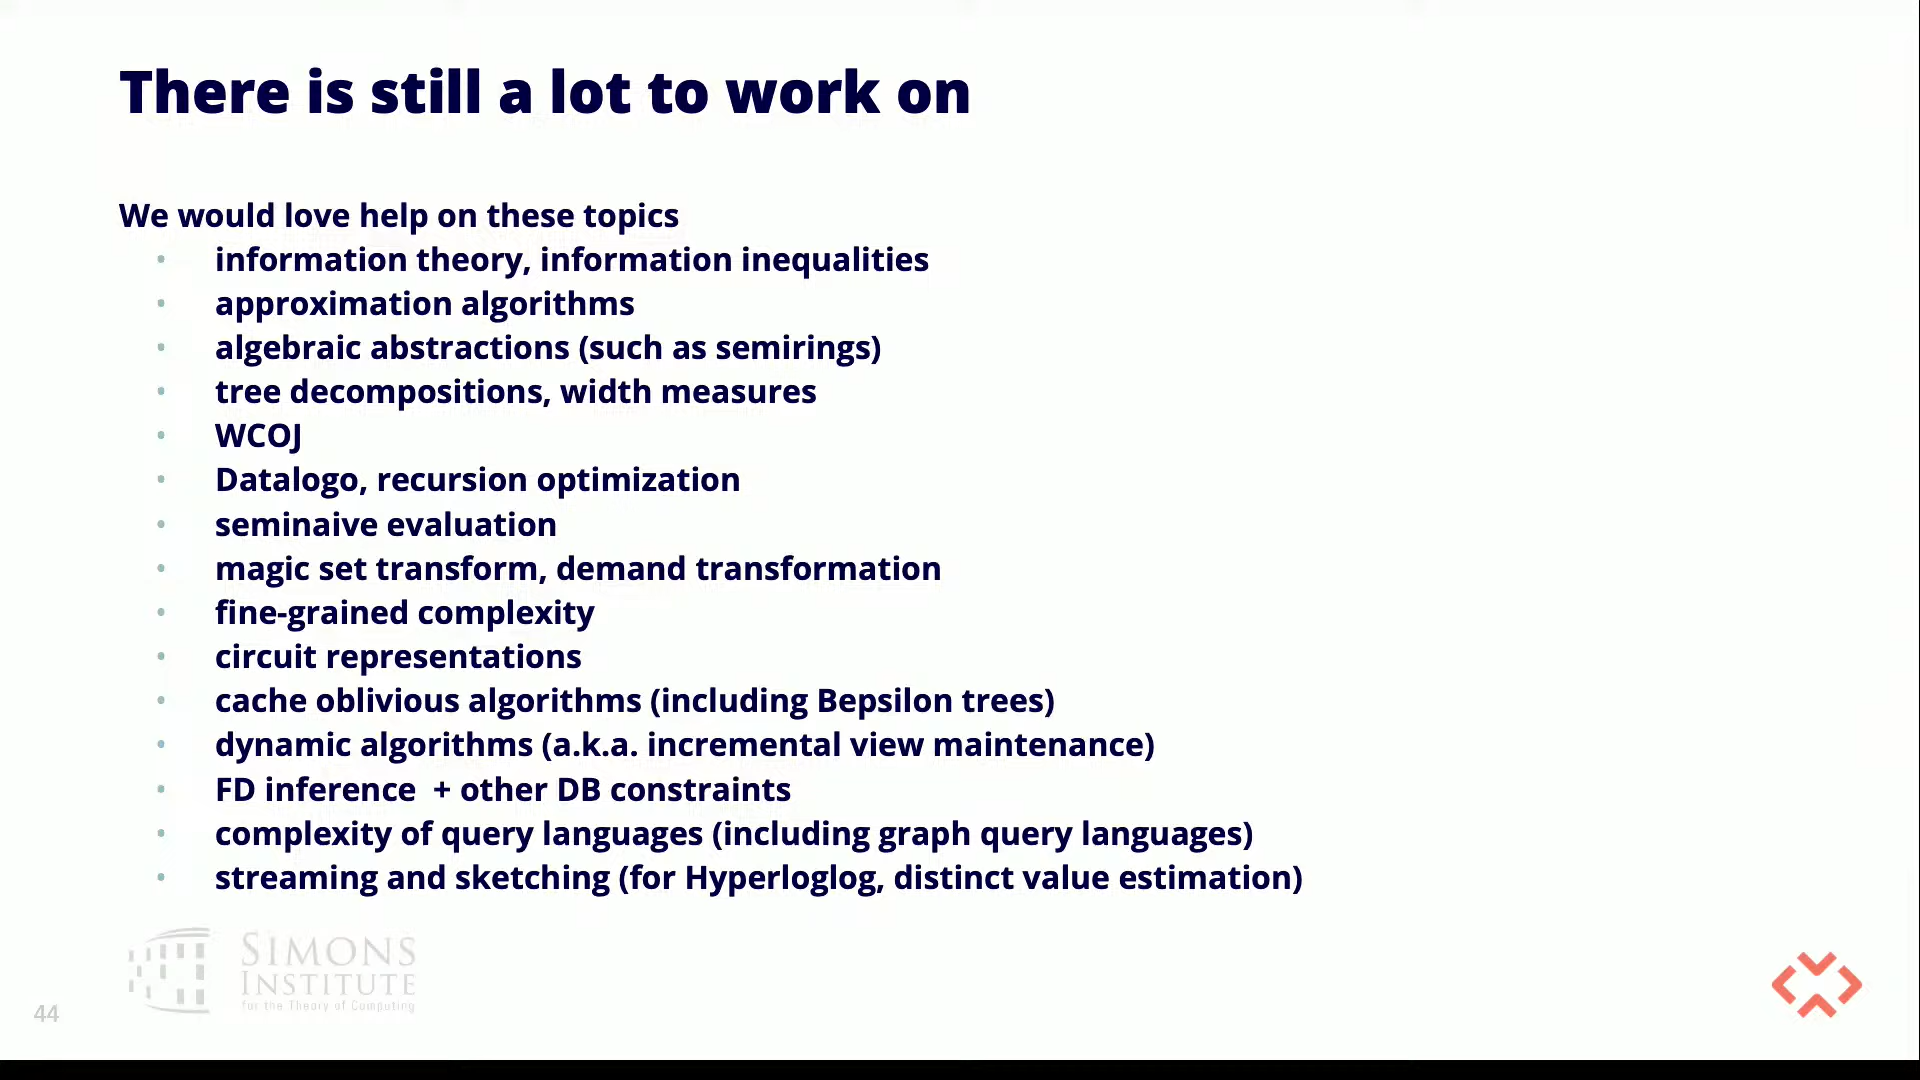 There is still a lot to work on
We would love help on these topics
• information theory, information inequalities
• approximation algorithms
• algebraic abstractions (such as semirings)
• tree decompositions, width measures
• WCOJ
• Datalogo, recursion optimization
• seminaive evaluation
• magic set transform, demand transformation
• fine-grained complexity
• circuit representations
• cache oblivious algorithms (including Bepsilon trees)
• dynamic algorithms (a.k.a. incremental view maintenance)
• FD inference + other DB constraints
• complexity of query languages (including graph query languages)
• streaming and sketching (for Hyperloglog, distinct value estimation)
SIMONS
INSTITUTE
for the Theory of Computing
44